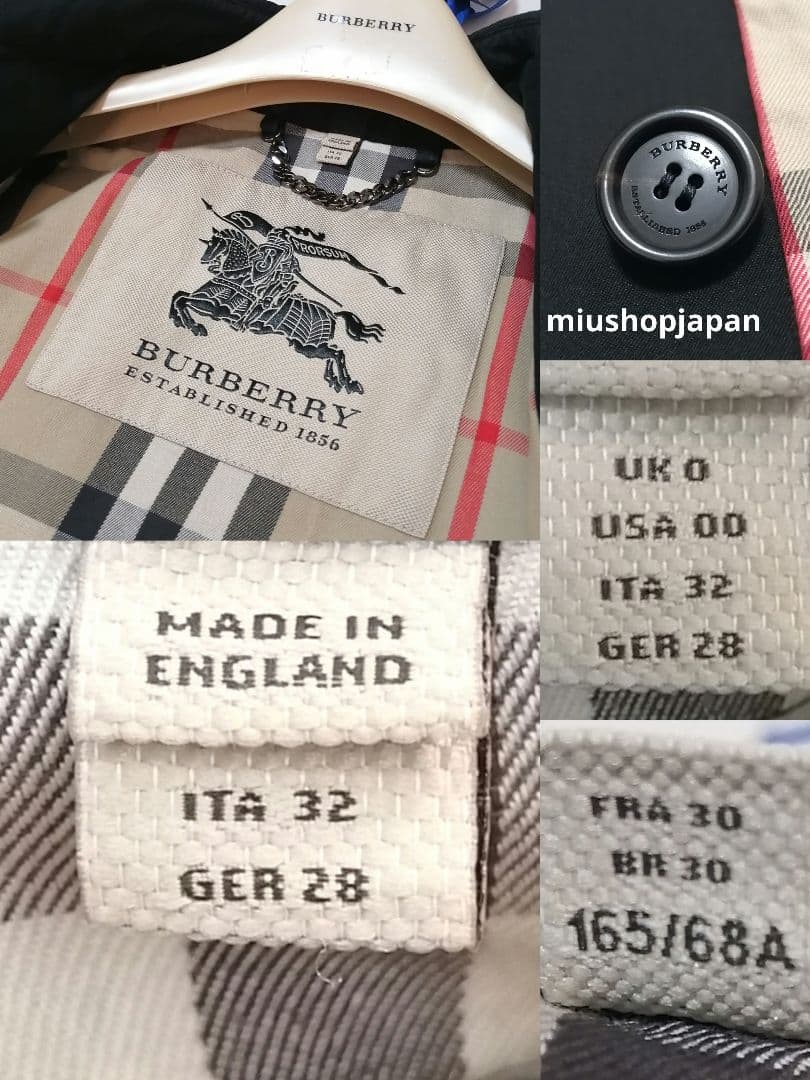 BURBERRY
PRORSUM
BURBERRY
ESTABLISHED 1856
BURBERRY
ESTABLISHED 1856
miushopjapan
UK 0
USA 00
ITA 32
GER 28
MADE IN
ENGLAND
ITA 32
GER 28
FRA 30
BR 30
165/68A